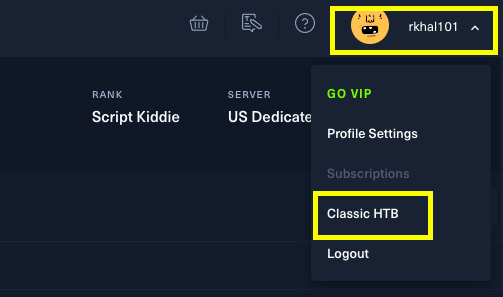 rkhal101
RANK
SERVER
Script Kiddie
US Dedicate
GO VIP
Profile Settings
Subscriptions
Classic HTB
Logout